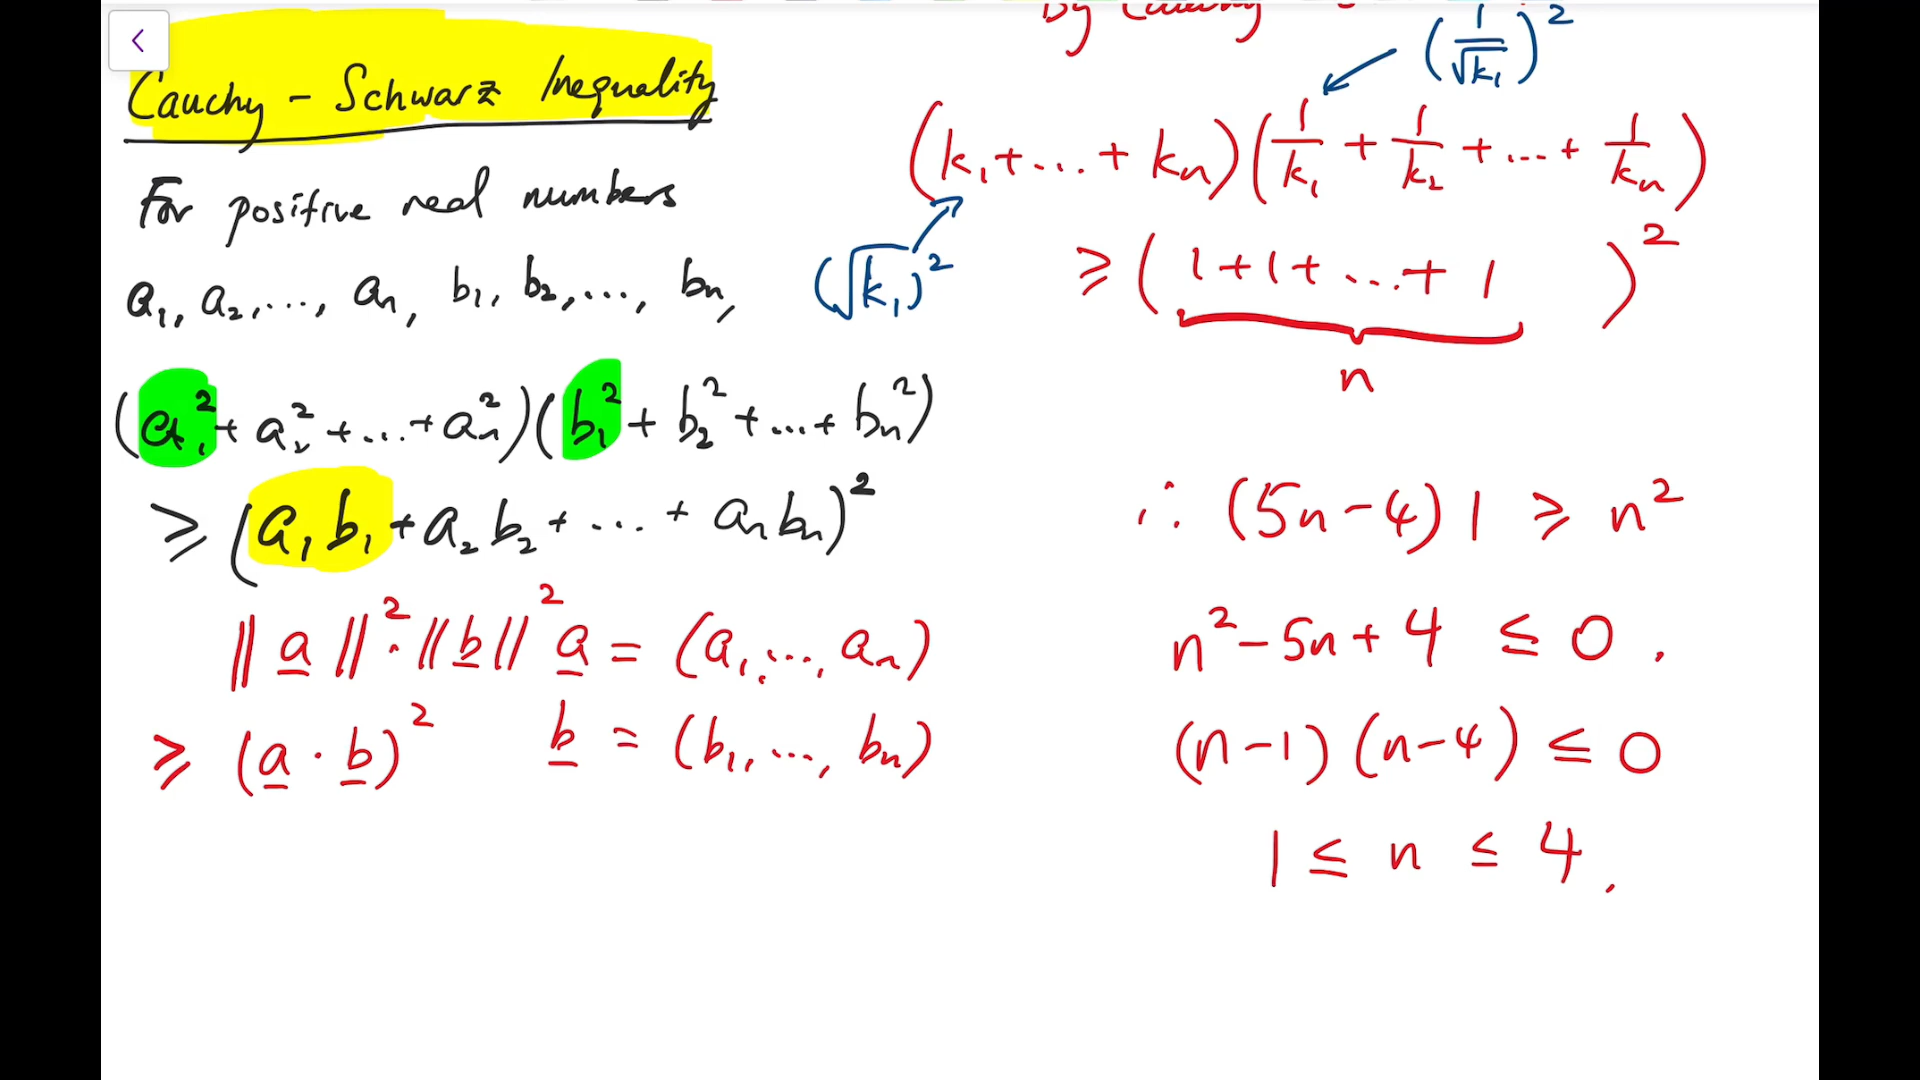 Cauchy - Schwarz Inequality
For positive real numbers
a₁, a₂, ..., aₙ, b₁, b₂, ..., bₙ,
(a₁² + a₂² + ... + aₙ²)(b₁² + b₂² + ... + bₙ²)
≥ (a₁b₁ + a₂b₂ + ... + aₙbₙ)²
||a||² · ||b||² a = (a₁, ..., aₙ)
≥ (a · b)² b = (b₁, ..., bₙ)
By Cauchy
(1/√k₁)²
(k₁ + ... + kₙ)(1/k₁ + 1/k₂ + ... + 1/kₙ)
(√k₁)²
≥ (1 + 1 + ... + 1)²
n
∴ (5n - 4) 1 ≥ n²
n² - 5n + 4 ≤ 0.
(n - 1)(n - 4) ≤ 0
1 ≤ n ≤ 4.